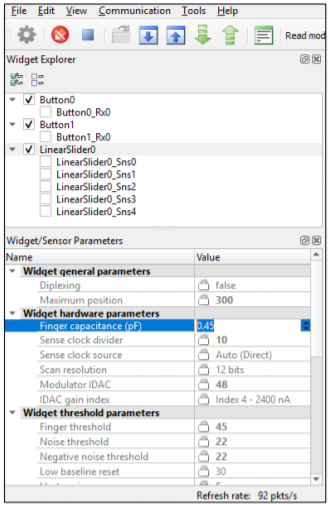 File Edit View Communication Tools Help
Read mod
Widget Explorer
Button0
Button0_Rx0
Button1
Button1_Rx0
LinearSlider0
LinearSlider0_Sns0
LinearSlider0_Sns1
LinearSlider0_Sns2
LinearSlider0_Sns3
LinearSlider0_Sns4
Widget/Sensor Parameters
Name Value
Widget general parameters
Diplexing false
Maximum position 300
Widget hardware parameters
Finger capacitance (pF) 0.45
Sense clock divider 10
Sense clock source Auto (Direct)
Scan resolution 12 bits
Modulator IDAC 48
IDAC gain index Index 4 - 2400 nA
Widget threshold parameters
Finger threshold 45
Noise threshold 22
Negative noise threshold 22
Low baseline reset 30
Refresh rate: 92 pkts/s